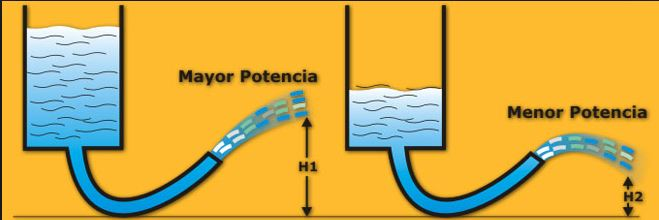 Mayor Potencia
H1
Menor Potencia
H2